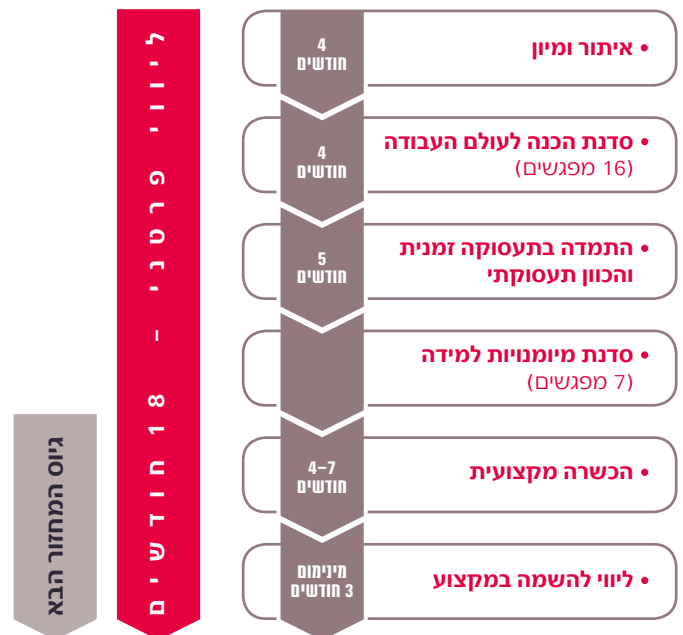 • איתור ומיון
4
חודשים
• סדנת הכנה לעולם העבודה
(16 מפגשים)
4
חודשים
• התמדה בתעסוקה זמנית
והכוון תעסוקתי
5
חודשים
• סדנת מיומנויות למידה
(7 מפגשים)
• הכשרה מקצועית
4–7
חודשים
• ליווי להשמה במקצוע
מינימום
3 חודשים
ליווי פרטני – 18 חודשים
גיוס המחזור הבא